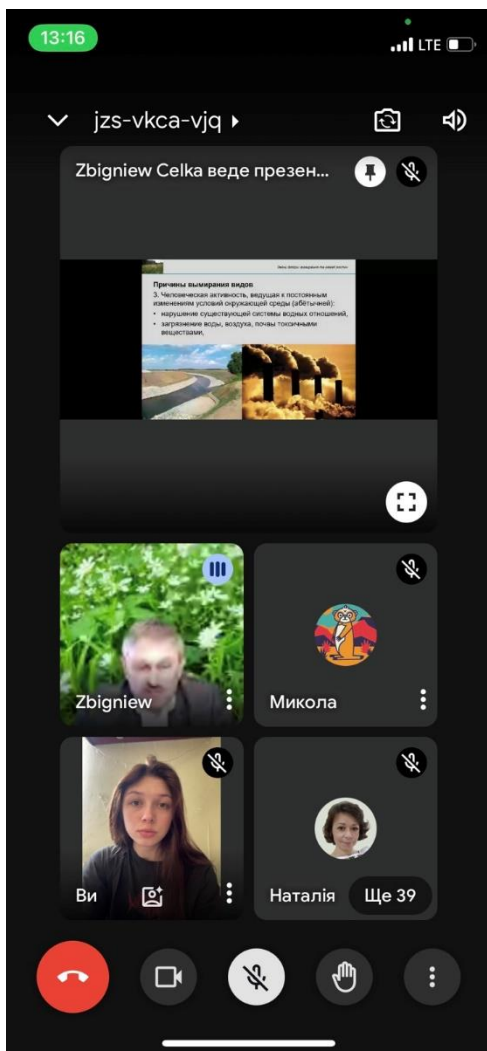 13:16
LTE
jzs-vkca-vjq
Zbigniew Celka веде презен...
Причины вымирания видов
3. Человеческая активность, ведущая к постоянным
изменениям условий окружающей среды (абётычней):
• нарушение существующей системы водных отношений,
• загрязнение воды, воздуха, почвы токсичными
веществами,
Zbigniew
Микола
Ви
Наталія
Ще 39